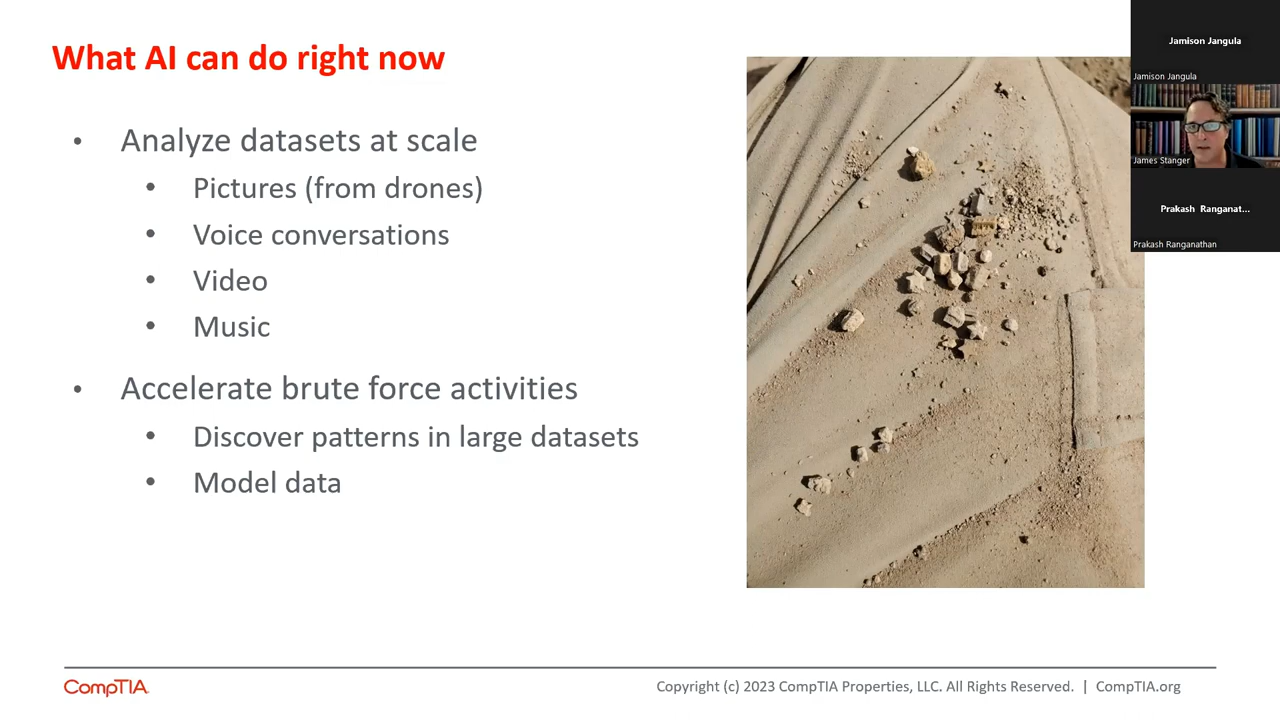 What AI can do right now
• Analyze datasets at scale
• Pictures (from drones)
• Voice conversations
• Video
• Music
• Accelerate brute force activities
• Discover patterns in large datasets
• Model data
Jamison Jangula
Jamison Jangula
James Stanger
Prakash Ranganat...
Prakash Ranganathan
CompTIA
Copyright (c) 2023 CompTIA Properties, LLC. All Rights Reserved. | CompTIA.org